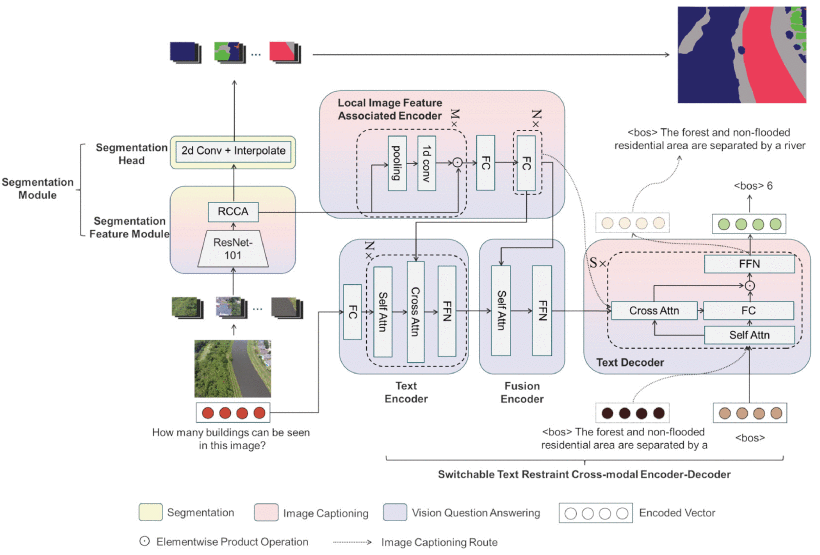 Local Image Feature
Associated Encoder
M×
N×
pooling
1d conv
FC
FC
Segmentation
Head
2d Conv + Interpolate
Segmentation
Module
Segmentation
Feature Module
RCCA
ResNet-
101
<bos> The forest and non-flooded
residential area are separated by a river
<bos> 6
N×
FC
Self Attn
Cross Attn
FFN
Self Attn
FFN
S×
FFN
Cross Attn
FC
Self Attn
Text Decoder
Text
Encoder
Fusion
Encoder
How many buildings can be seen
in this image?
<bos> The forest and non-flooded
residential area are separated by a
<bos>
Switchable Text Restraint Cross-modal Encoder-Decoder
Segmentation
Image Captioning
Vision Question Answering
Encoded Vector
Elementwise Product Operation
Image Captioning Route